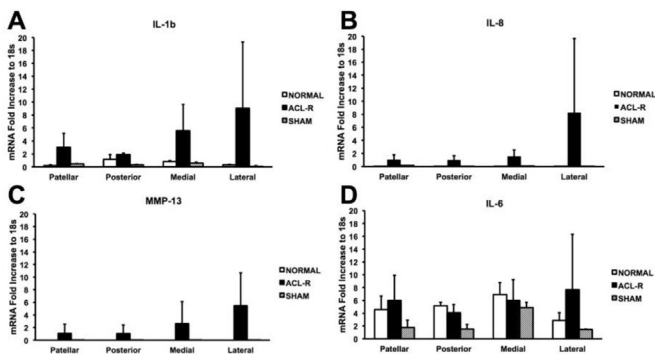 A
IL-1b
mRNA Fold Increase to 18s
20
18
16
14
12
10
8
6
4
2
0
Patellar Posterior Medial Lateral
NORMAL
ACL-R
SHAM
B
IL-8
mRNA Fold Increase to 18s
20
18
16
14
12
10
8
6
4
2
0
Patellar Posterior Medial Lateral
NORMAL
ACL-R
SHAM
C
MMP-13
mRNA Fold Increase to 18s
20
18
16
14
12
10
8
6
4
2
0
Patellar Posterior Medial Lateral
NORMAL
ACL-R
SHAM
D
IL-6
mRNA Fold Increase to 18s
20
18
16
14
12
10
8
6
4
2
0
Patellar Posterior Medial Lateral
NORMAL
ACL-R
SHAM